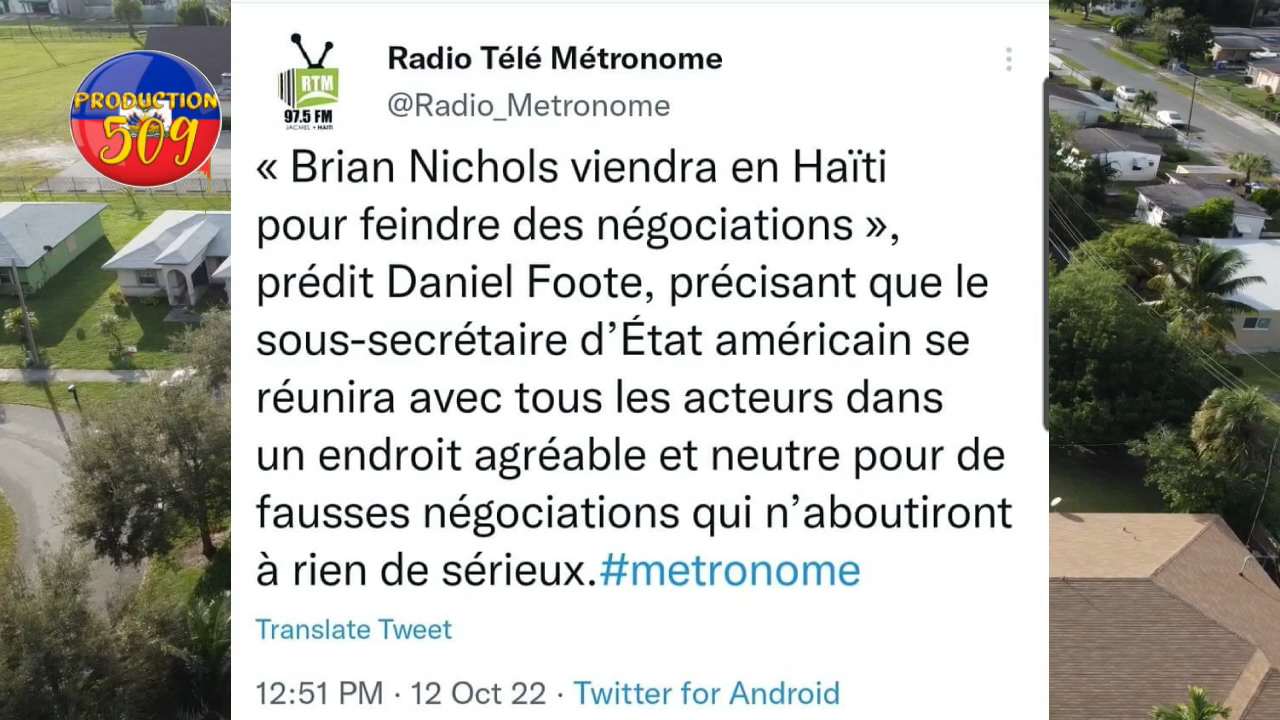 PRODUCTION
509
RTM
97.5 FM
JACMEL • HAITI
Radio Télé Métronome
@Radio_Metronome
« Brian Nichols viendra en Haïti
pour feindre des négociations »,
prédit Daniel Foote, précisant que le
sous-secrétaire d’État américain se
réunira avec tous les acteurs dans
un endroit agréable et neutre pour de
fausses négociations qui n’aboutiront
à rien de sérieux.#metronome
Translate Tweet
12:51 PM · 12 Oct 22 · Twitter for Android